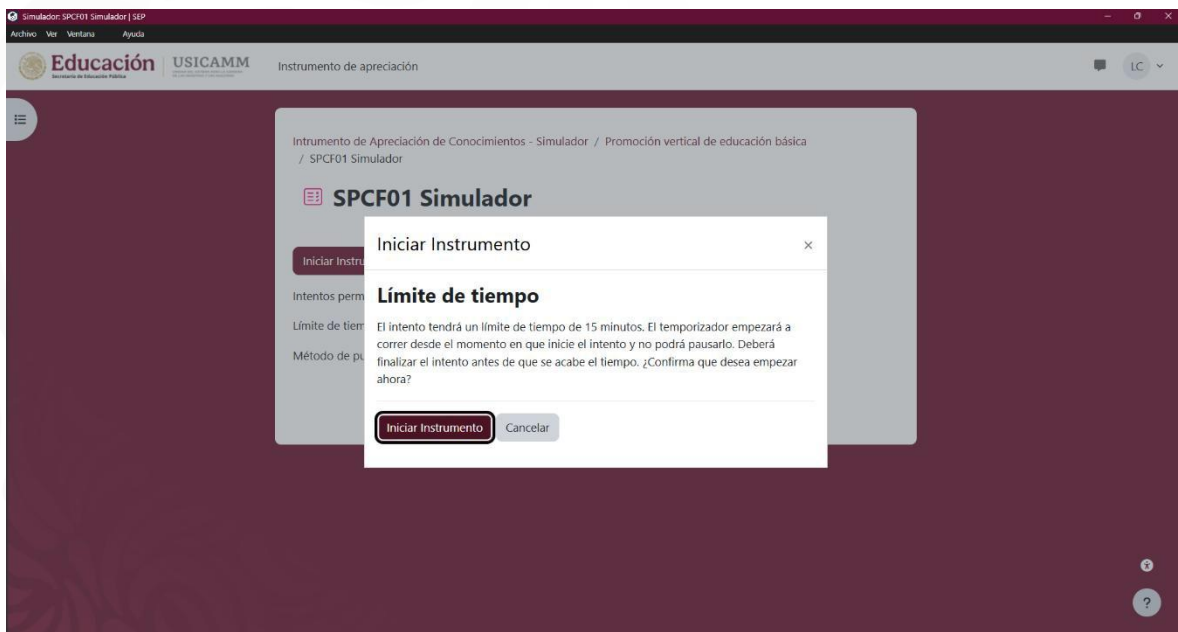 Simulador: SPCF01 Simulador | SEP
Archivo Ver Ventana Ayuda
Educación
Secretaría de Educación Pública
USICAMM
Instrumento de apreciación
LC
Intrumento de Apreciación de Conocimientos - Simulador / Promoción vertical de educación básica
/ SPCF01 Simulador
SPCF01 Simulador
Iniciar Instru
Iniciar Instrumento
×
Intentos perm
Límite de tiem
Método de pu
Límite de tiempo
El intento tendrá un límite de tiempo de 15 minutos. El temporizador empezará a
correr desde el momento en que inicie el intento y no podrá pausarlo. Deberá
finalizar el intento antes de que se acabe el tiempo. ¿Confirma que desea empezar
ahora?
Iniciar Instrumento Cancelar
?